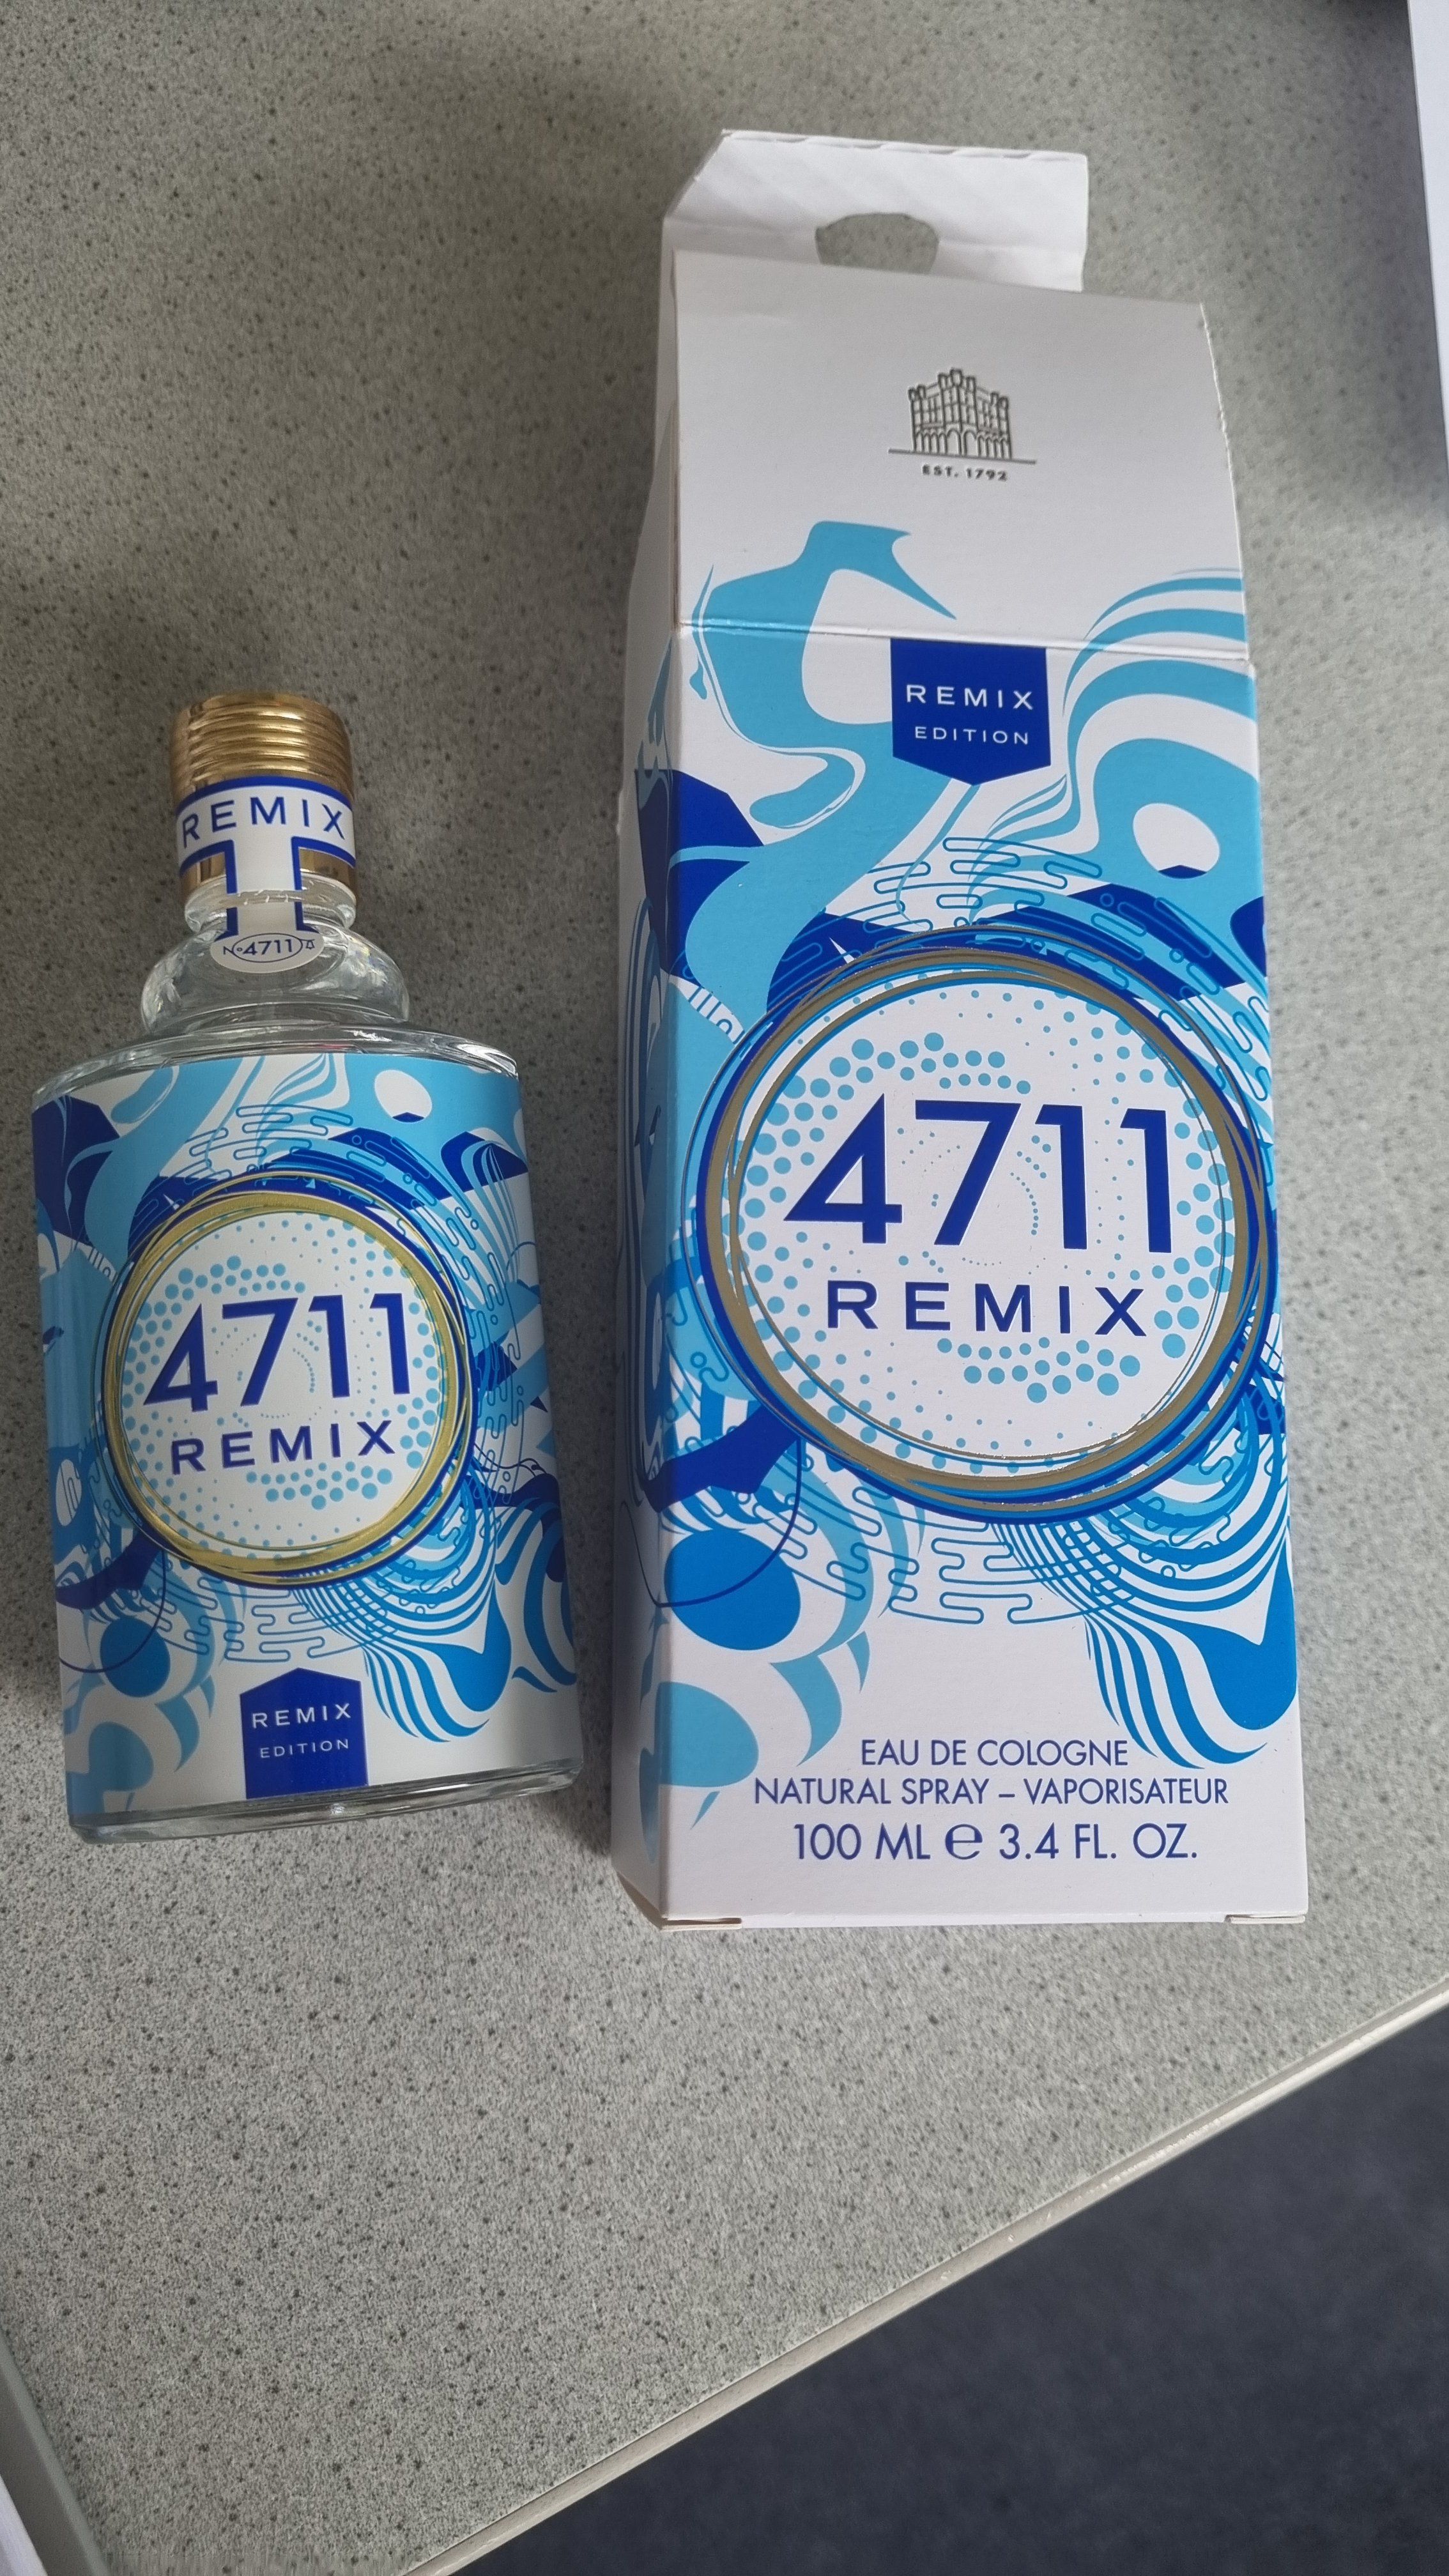 REMIX
Nº4711
4711
REMIX
REMIX
EDITION
EST. 1792
REMIX
EDITION
4711
REMIX
EAU DE COLOGNE
NATURAL SPRAY – VAPORISATEUR
100 ML ℮ 3.4 FL. OZ.